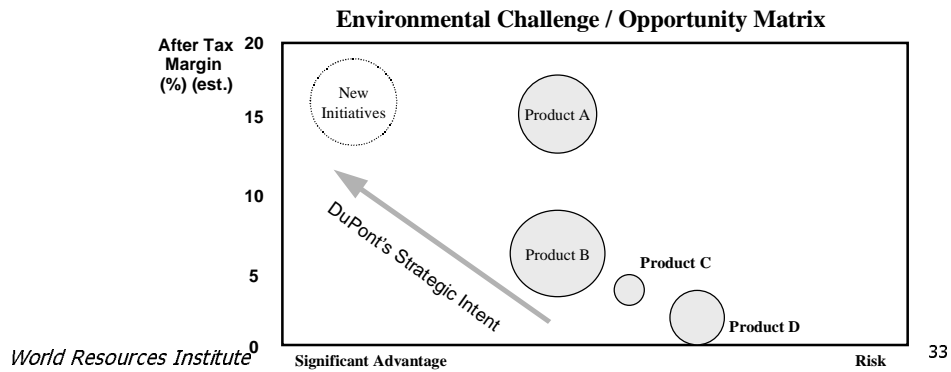 Environmental Challenge / Opportunity Matrix
After Tax
Margin
(%) (est.)
20
15
10
5
0
New
Initiatives
Product A
Product B
Product C
Product D
DuPont's Strategic Intent
Significant Advantage
Risk
World Resources Institute
33